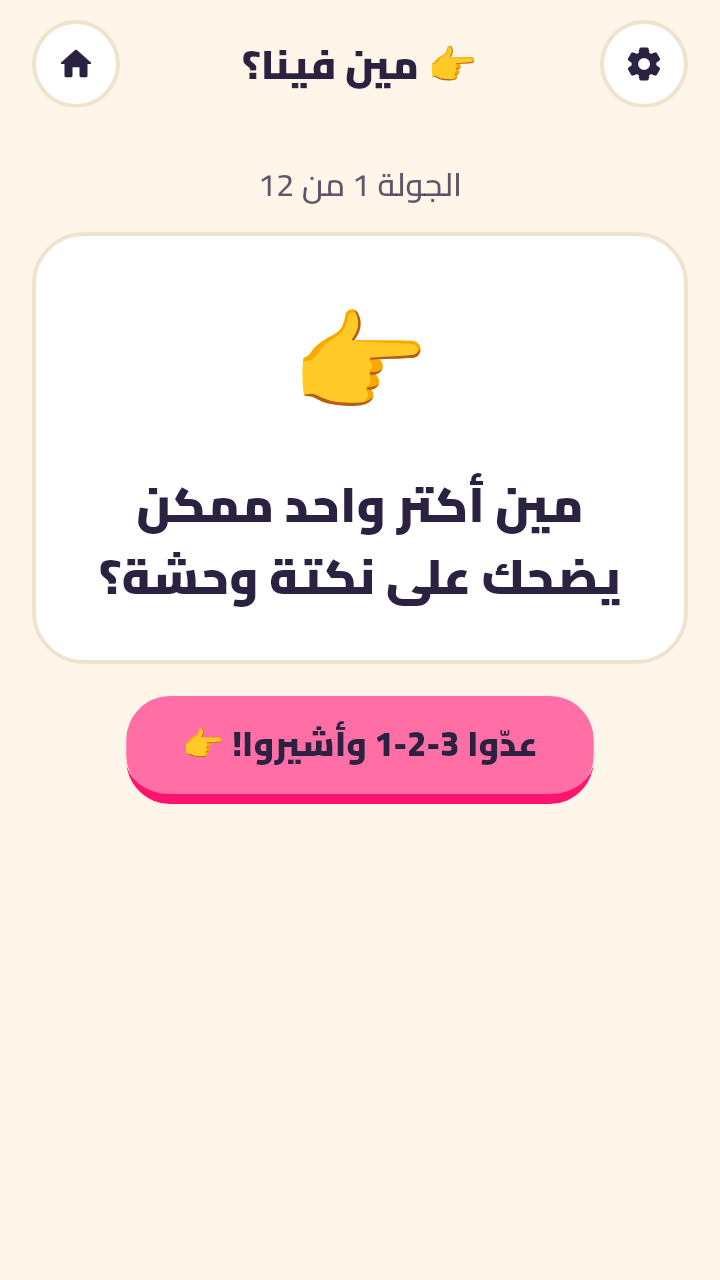 👉 مين فينا؟
الجولة 1 من 12
مين أكتر واحد ممكن
يضحك على نكتة وحشة؟
عدّوا 3-2-1 وأشيروا! 👉